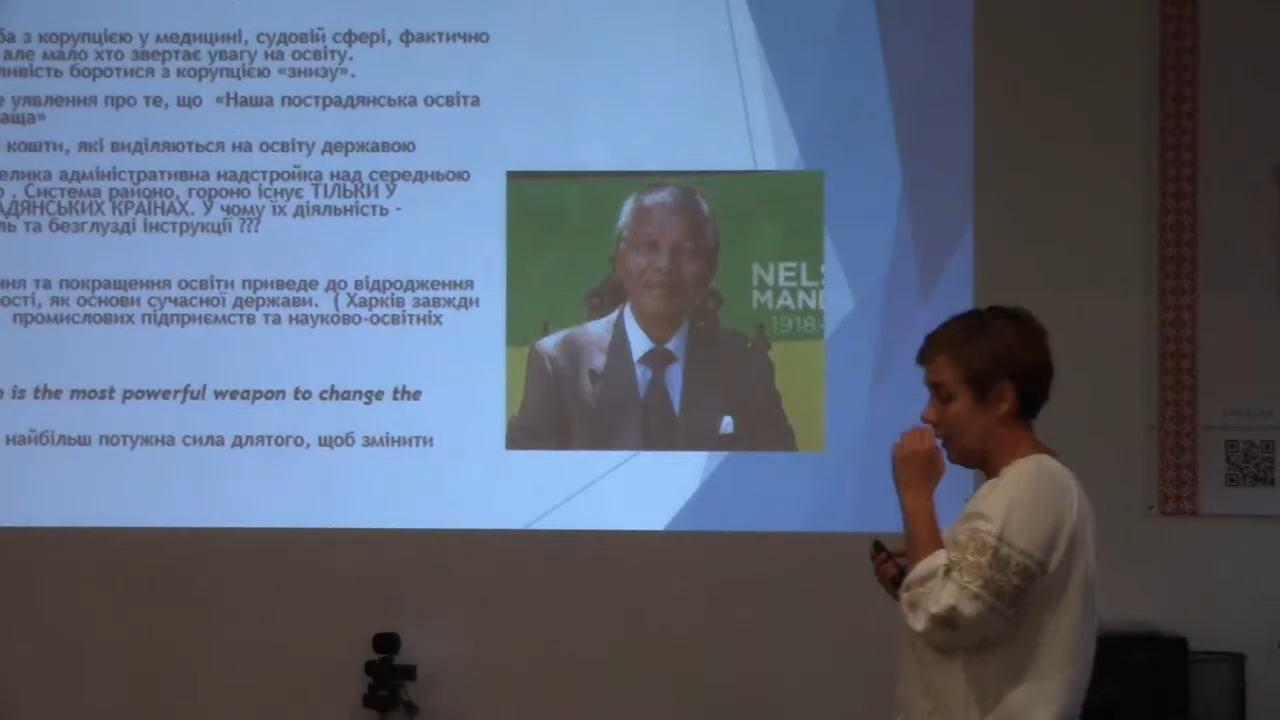 ба з корупцією у медицині, судовій сфері, фактично
але мало хто звертає увагу на освіту.
ливість боротися з корупцією «знизу».
е уявлення про те, що «Наша пострадянська освіта
аща»
кошти, які виділяються на освіту державою
елика адміністративна надстройка над середньою
ю . Система районо, гороно існує ТІЛЬКИ У
АДЯНСЬКИХ КРАЇНАХ. У чому їх діяльність -
ль та безглузді інструкції ???
ння та покращення освіти приведе до відродження
ості, як основи сучасної держави. ( Харків завжди
промислових підприємств та науково-освітніх
n is the most powerful weapon to change the
найбільш потужна сила длятого, щоб змінити
NELS
MAND
1918-